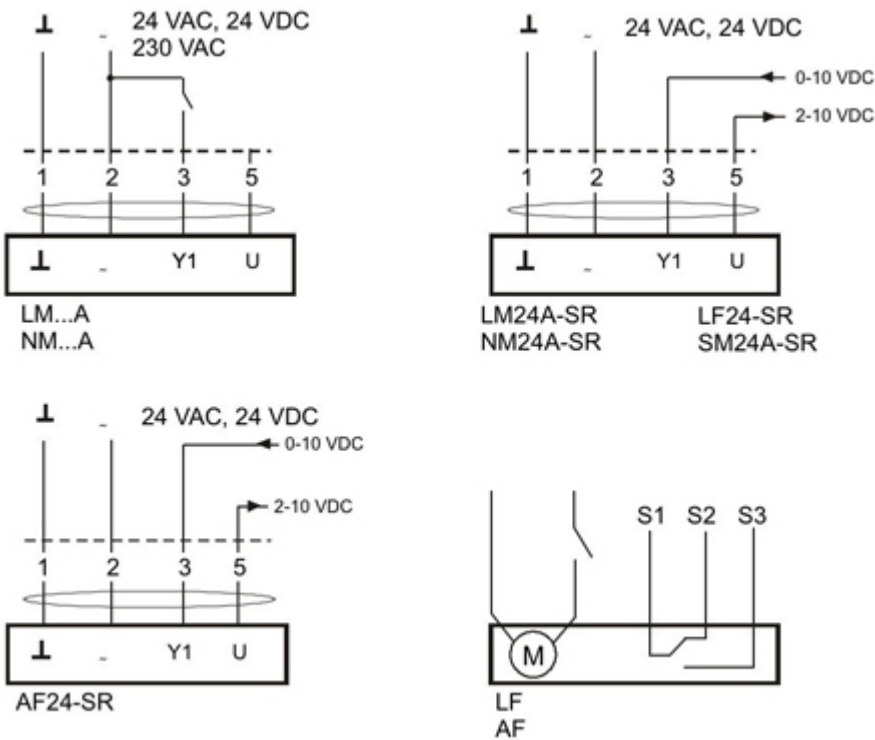 ⊥ ~ 24 VAC, 24 VDC
230 VAC
1 2 3 5
⊥ ~ Y1 U
LM...A
NM...A
⊥ ~ 24 VAC, 24 VDC
0-10 VDC
2-10 VDC
1 2 3 5
⊥ ~ Y1 U
LM24A-SR LF24-SR
NM24A-SR SM24A-SR
⊥ ~ 24 VAC, 24 VDC
0-10 VDC
2-10 VDC
1 2 3 5
⊥ ~ Y1 U
AF24-SR
S1 S2 S3
M
LF
AF